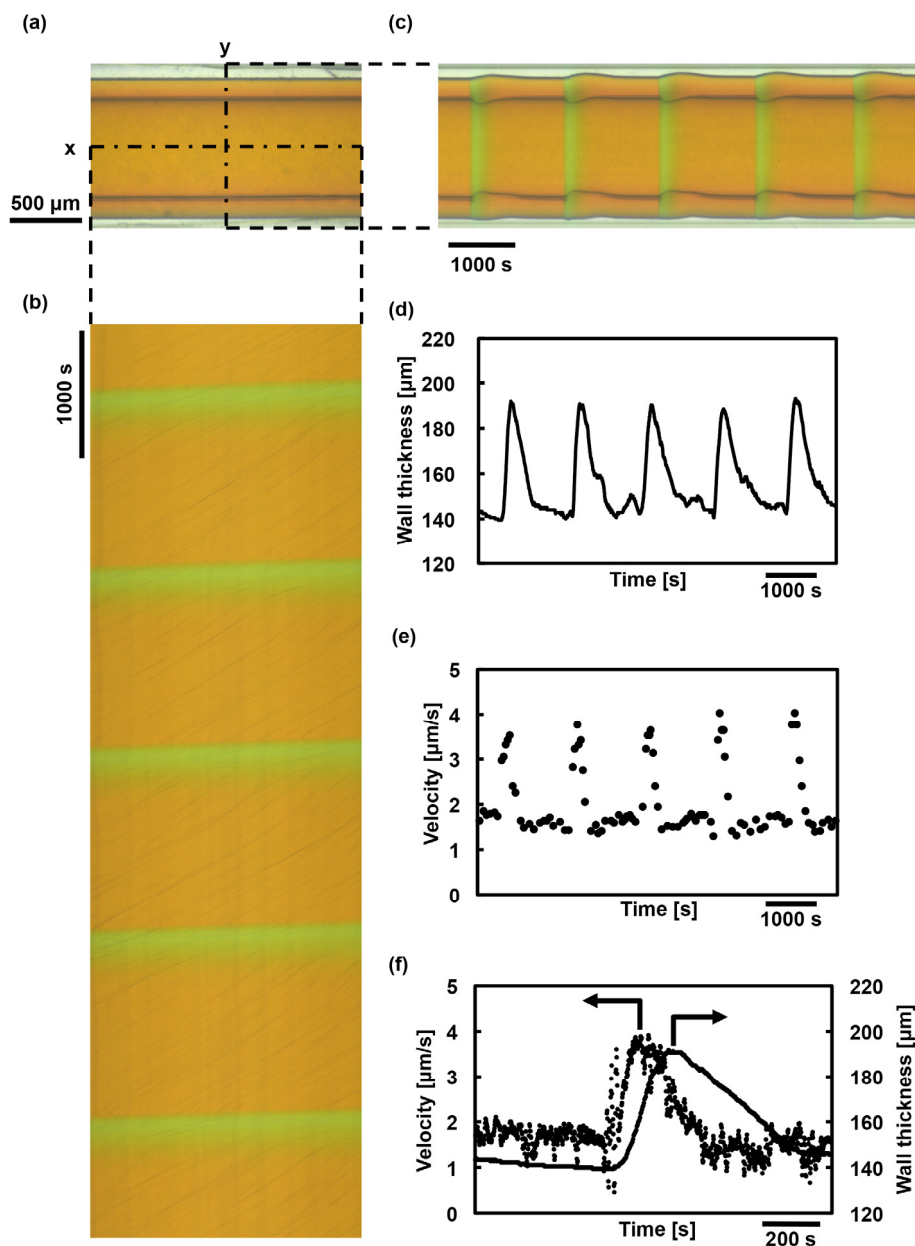 (a)
y
x
500 µm
(c)
1000 s
(b)
1000 s
(d)
220
200
180
160
140
120
Wall thickness [µm]
Time [s]
1000 s
(e)
5
4
3
2
1
0
Velocity [µm/s]
Time [s]
1000 s
(f)
5
4
3
2
1
0
Velocity [µm/s]
220
200
180
160
140
120
Wall thickness [µm]
Time [s]
200 s